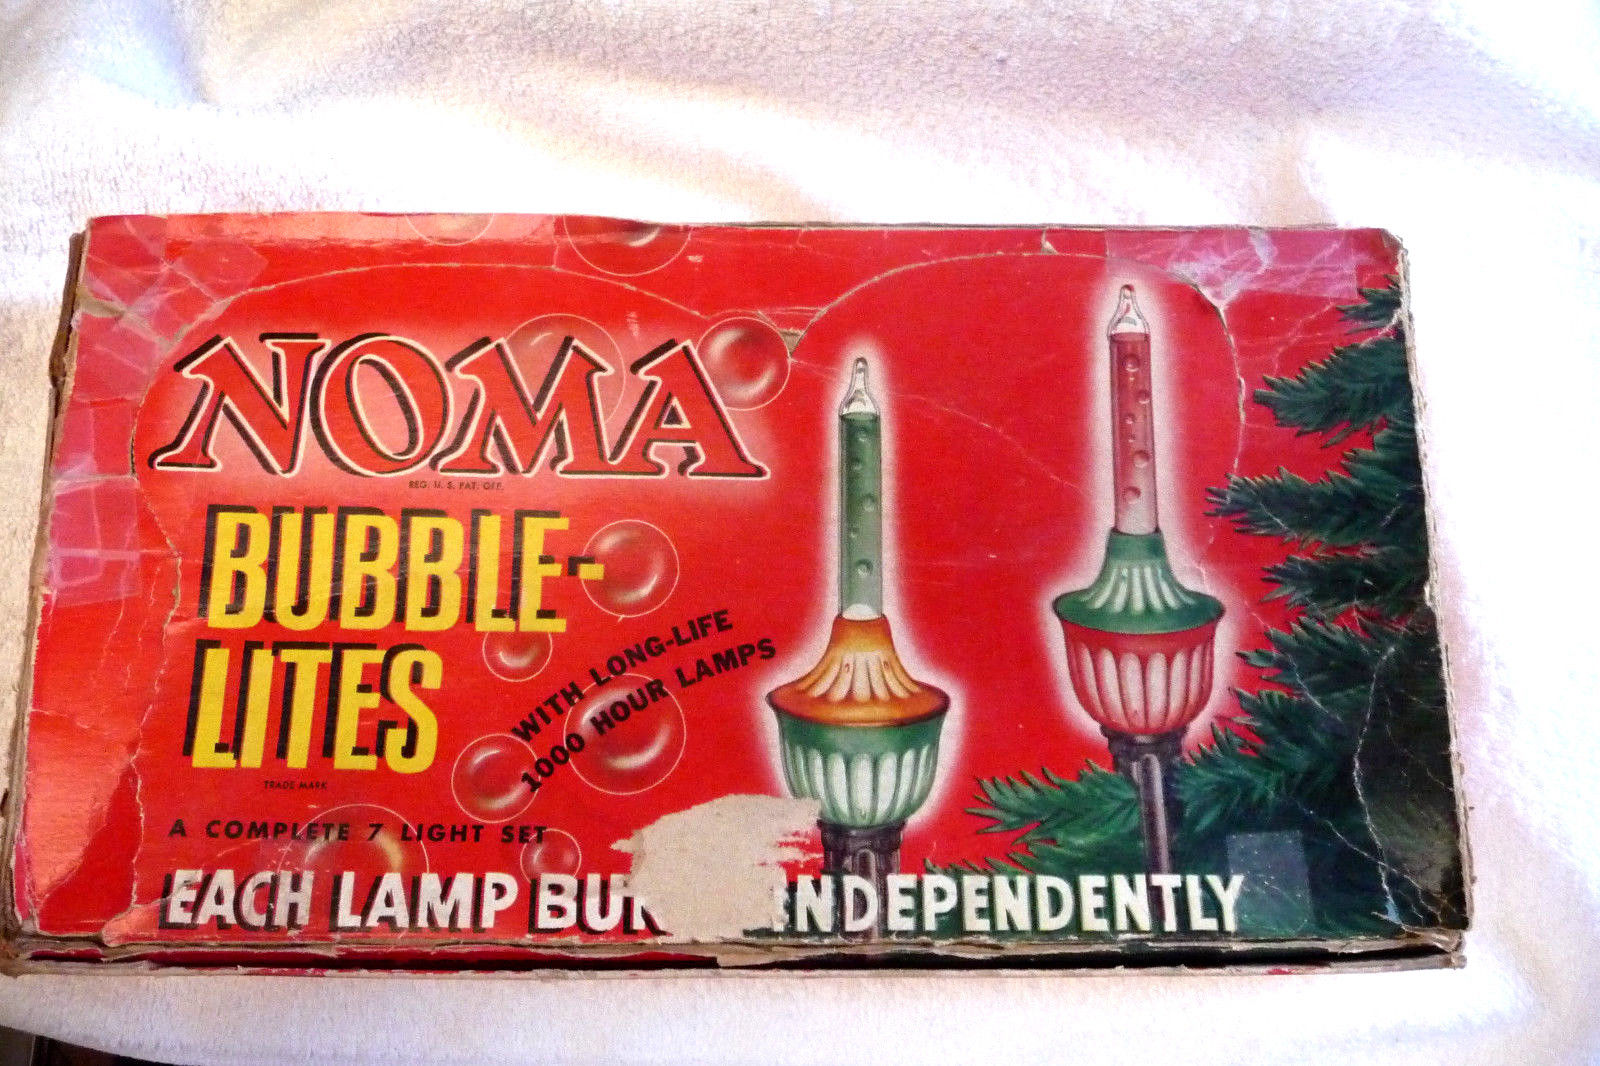 NOMA
REG. U. S. PAT. OFF.
BUBBLE-
LITES
TRADE MARK
WITH LONG-LIFE
1000 HOUR LAMPS
A COMPLETE 7 LIGHT SET
EACH LAMP INDEPENDENTLY